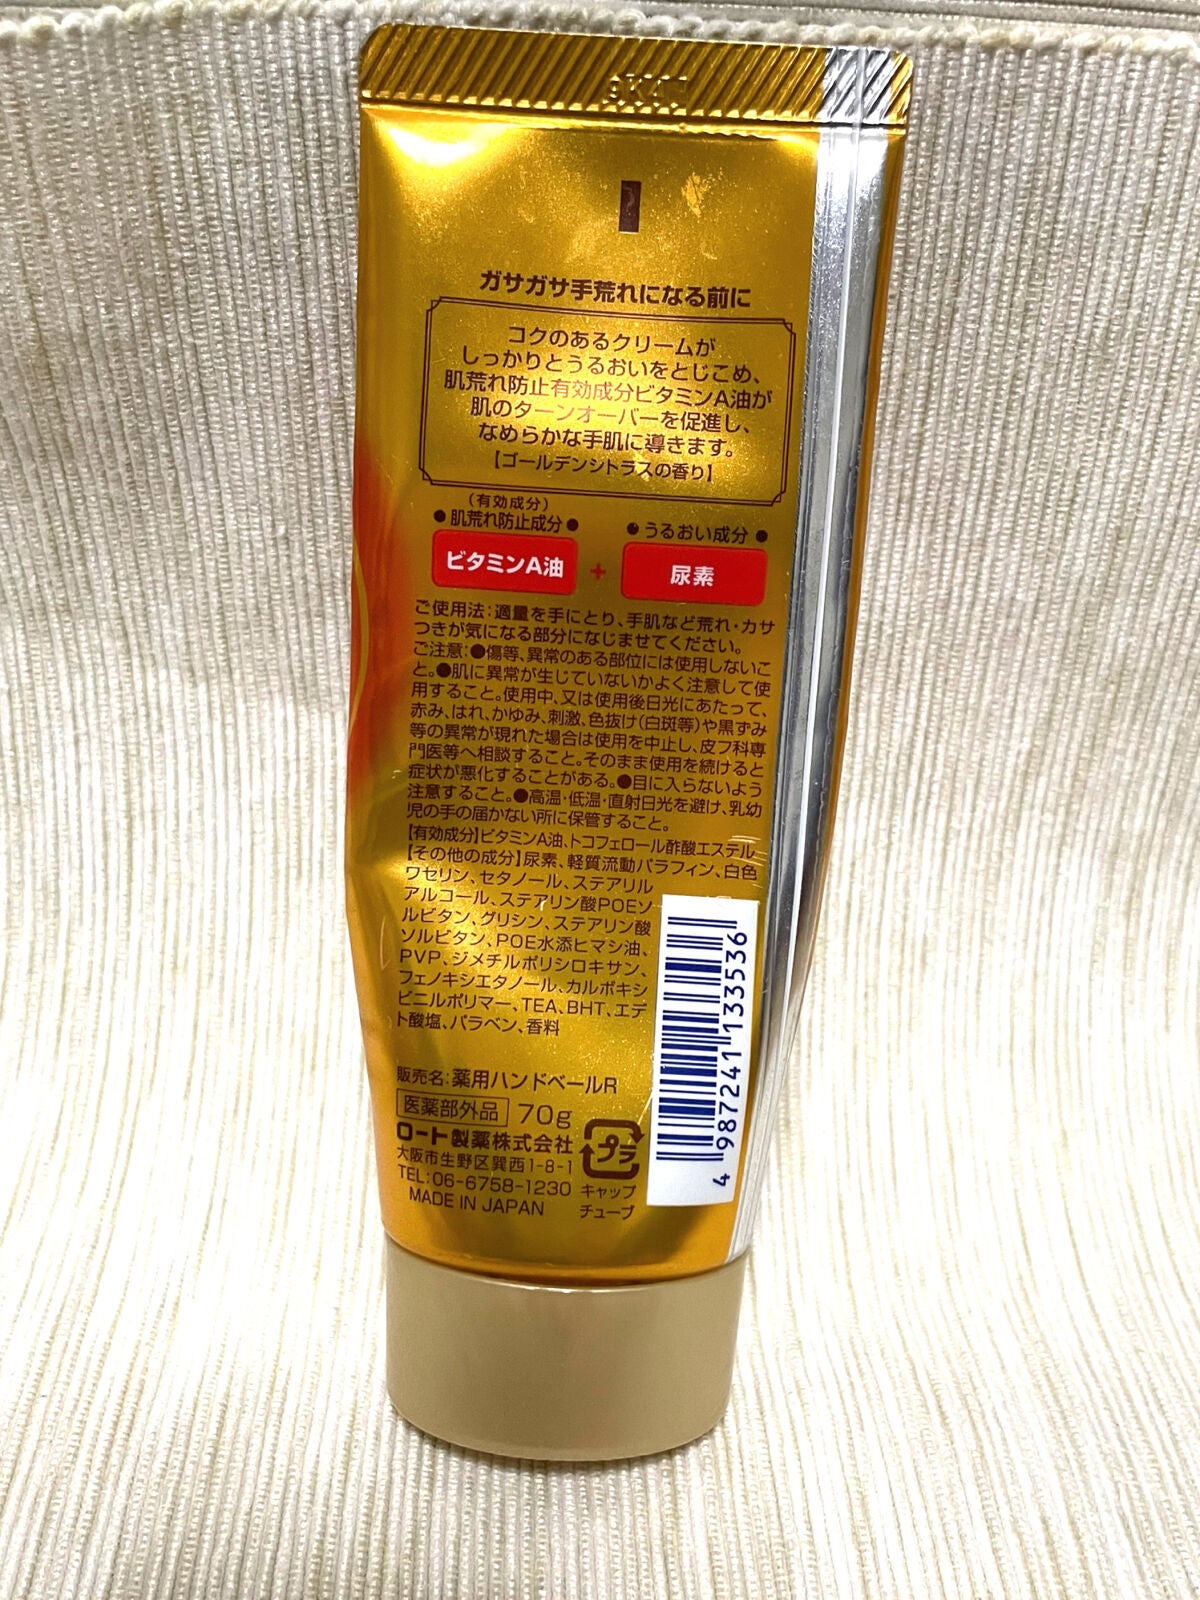 ガサガサ手荒れになる前に
コクのあるクリームが
しっかりとうるおいをとじこめ、
肌荒れ防止有効成分ビタミンA油が
肌のターンオーバーを促進し、
なめらかな手肌に導きます。
【ゴールデンシトラスの香り】
(有効成分)
●肌荒れ防止成分●
●うるおい成分●
ビタミンA油
+
尿素
ご使用法:適量を手にとり、手肌など荒れ・カサ
つきが気になる部分になじませてください。
ご注意:●傷等、異常のある部位には使用しないこ
と。●肌に異常が生じていないかよく注意して使
用すること。使用中、又は使用後日光にあたって、
赤み、はれ、かゆみ、刺激、色抜け(白斑等)や黒ずみ
等の異常が現れた場合は使用を中止し、皮フ科専
門医等へ相談すること。そのまま使用を続けると
症状が悪化することがある。●目に入らないよう
注意すること。●高温・低温・直射日光を避け、乳幼
児の手の届かない所に保管すること。
【有効成分】ビタミンA油、トコフェロール酢酸エステル
【その他の成分】尿素、軽質流動パラフィン、白色
ワセリン、セタノール、ステアリル
アルコール、ステアリン酸POEソ
ルビタン、グリシン、ステアリン酸
ソルビタン、POE水添ヒマシ油、
PVP、ジメチルポリシロキサン、
フェノキシエタノール、カルボキシ
ビニルポリマー、TEA、BHT、エデ
ト酸塩、パラベン、香料
販売名:薬用ハンドベールR
医薬部外品 70g
ロート製薬株式会社
大阪市生野区巽西1-8-1
TEL:06-6758-1230
MADE IN JAPAN
プラ
キャップ
チューブ
4 987241 133536